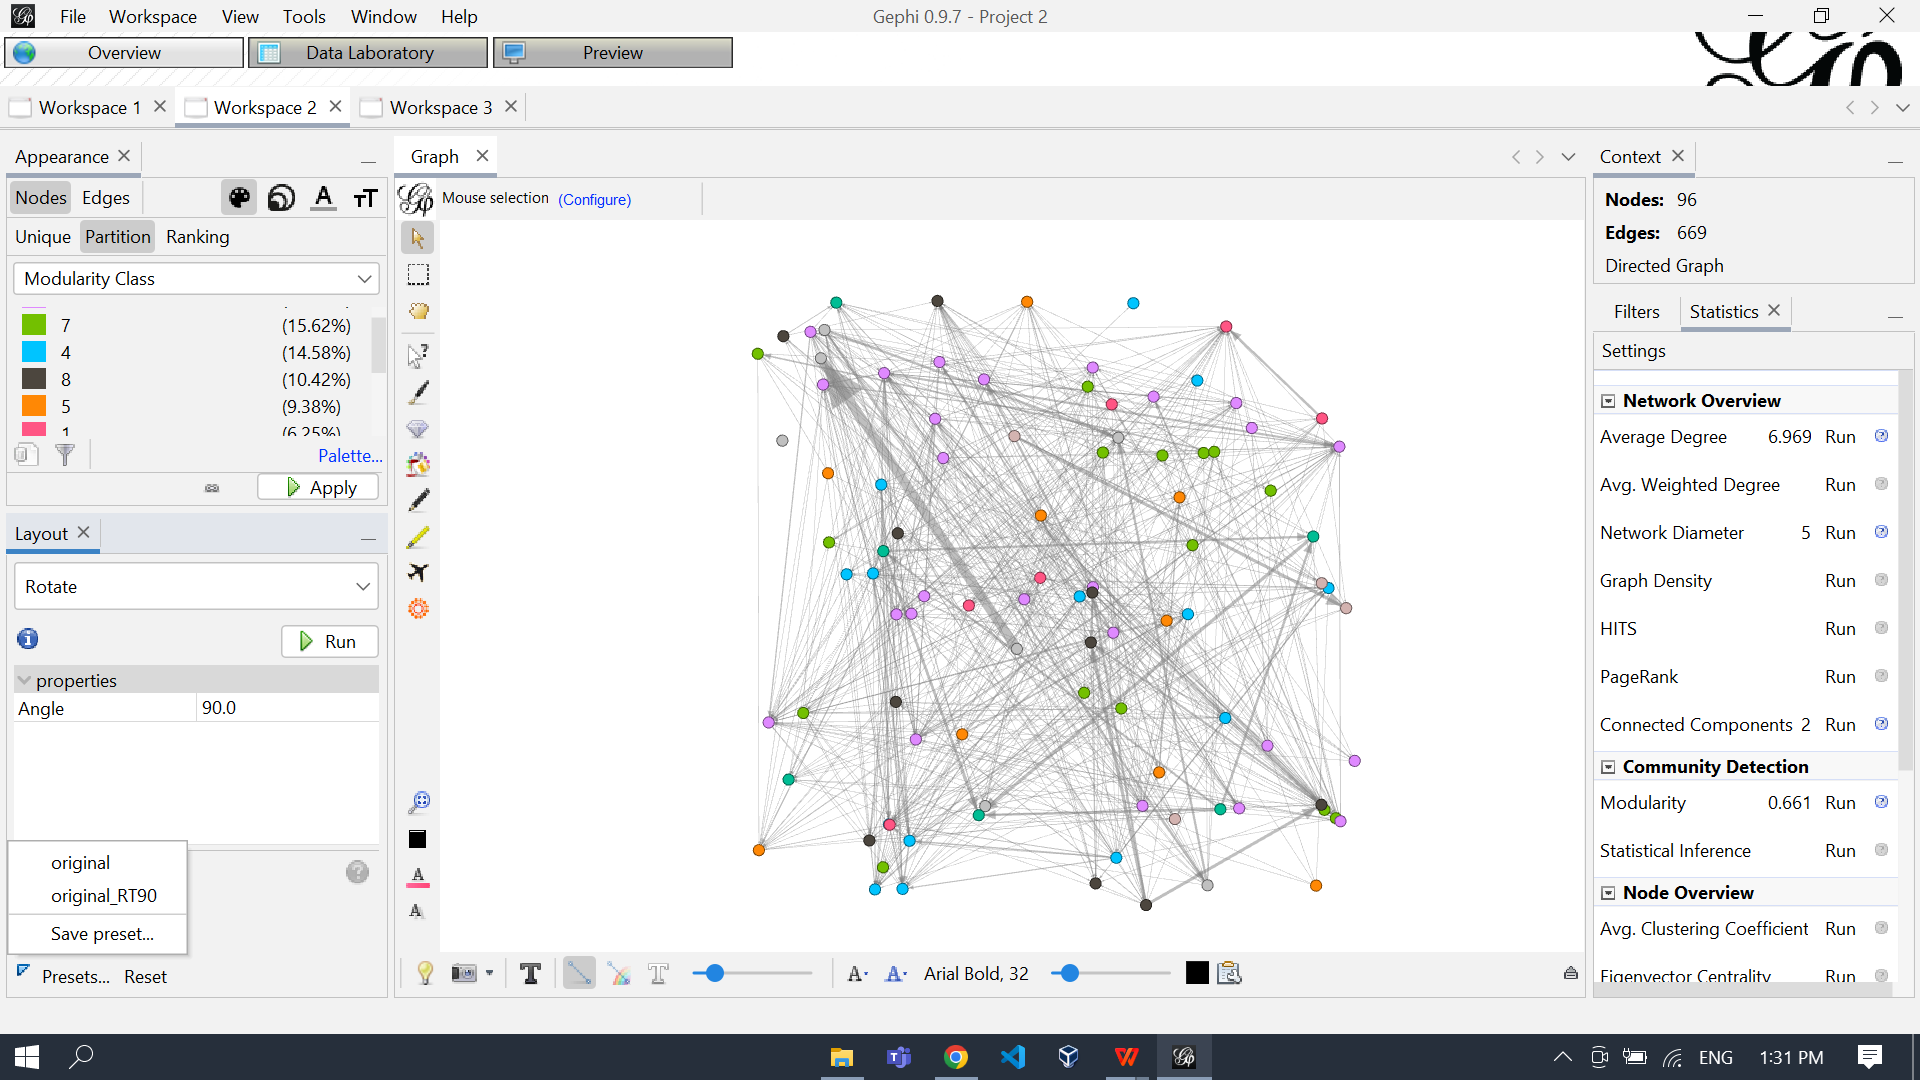 File Workspace View Tools Window Help
Gephi 0.9.7 - Project 2
Overview
Data Laboratory
Preview
Workspace 1
Workspace 2
Workspace 3
Appearance
Nodes Edges
Unique Partition Ranking
Modularity Class
7 (15.62%)
4 (14.58%)
8 (10.42%)
5 (9.38%)
1 (6.25%)
Palette...
Apply
Layout
Rotate
Run
properties
Angle 90.0
original
original_RT90
Save preset...
Presets... Reset
Graph
Mouse selection (Configure)
Arial Bold, 32
Context
Nodes: 96
Edges: 669
Directed Graph
Filters Statistics
Settings
Network Overview
Average Degree 6.969 Run
Avg. Weighted Degree Run
Network Diameter 5 Run
Graph Density Run
HITS Run
PageRank Run
Connected Components 2 Run
Community Detection
Modularity 0.661 Run
Statistical Inference Run
Node Overview
Avg. Clustering Coefficient Run
Eigenvector Centrality Run
ENG 1:31 PM